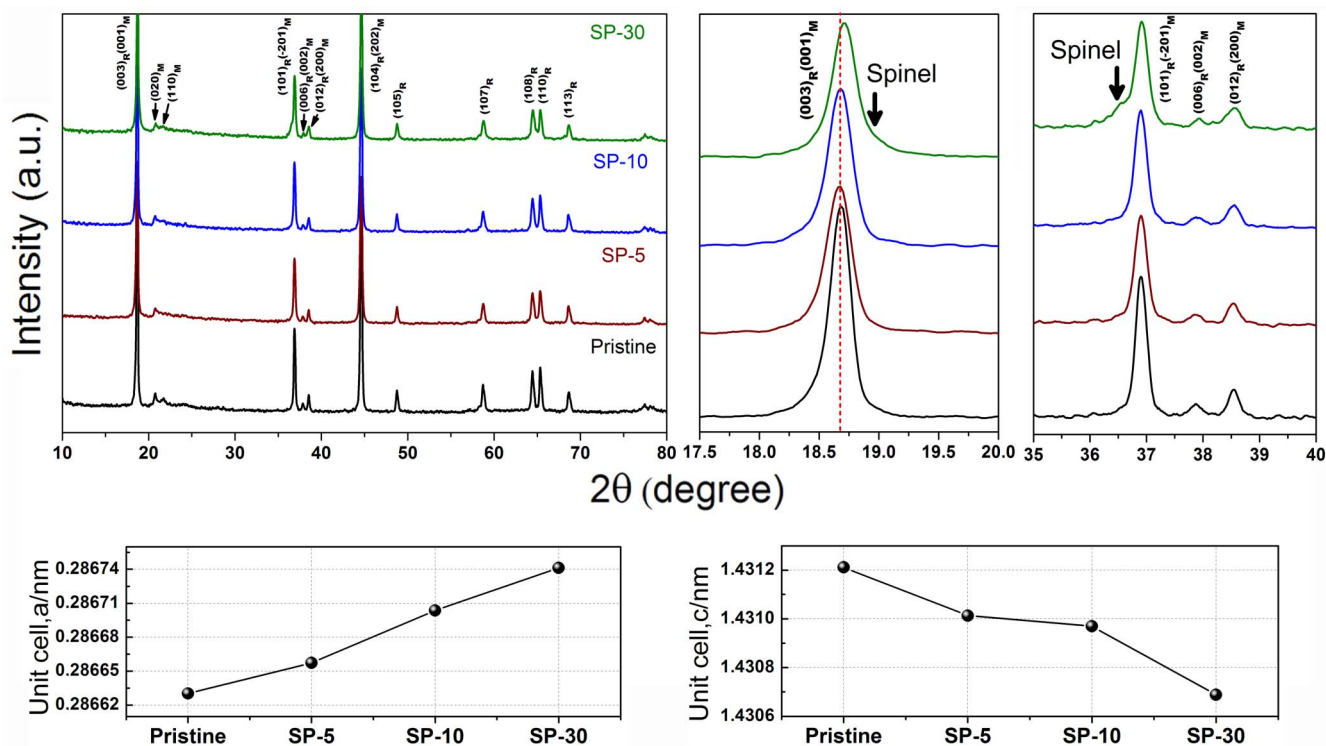 Intensity (a.u.)
SP-30
SP-10
SP-5
Pristine
(003)R(001)M
(020)M
(110)M
(101)R(-201)M
(006)R(002)M
(012)R(200)M
(104)R(202)M
(105)R
(107)R
(108)R
(110)R
(113)R
10 20 30 40 50 60 70 80
(003)R(001)M
Spinel
17.5 18.0 18.5 19.0 19.5 20.0
Spinel
(101)R(-201)M
(006)R(002)M
(012)R(200)M
35 36 37 38 39 40
2θ (degree)
Unit cell,a/nm
0.28674
0.28671
0.28668
0.28665
0.28662
Pristine SP-5 SP-10 SP-30
Unit cell,c/nm
1.4312
1.4310
1.4308
1.4306
Pristine SP-5 SP-10 SP-30